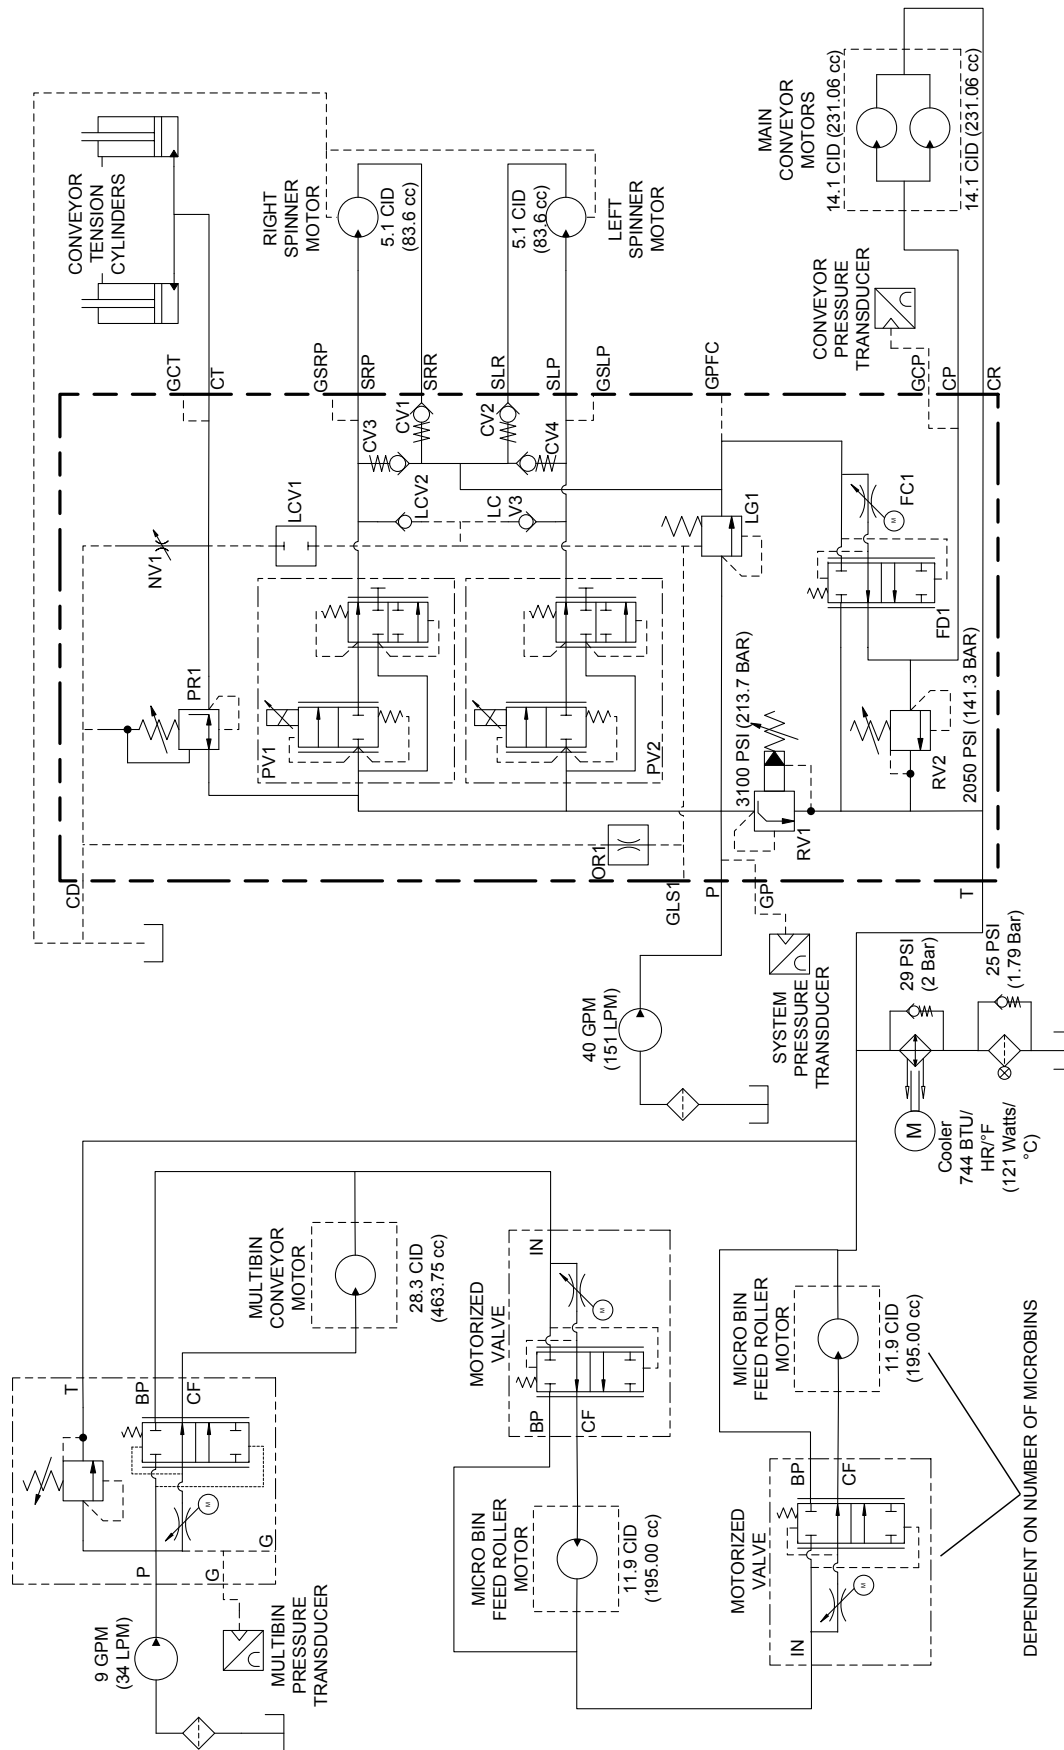 CONVEYOR
TENSION
CYLINDERS
RIGHT
SPINNER
MOTOR
5.1 CID
(83.6 cc)
5.1 CID
(83.6 cc)
LEFT
SPINNER
MOTOR
MAIN
CONVEYOR
MOTORS
14.1 CID (231.06 cc)
14.1 CID (231.06 cc)
CONVEYOR
PRESSURE
TRANSDUCER
GCT
CT
GSRP
SRP
SRR
SLR
SLP
GSLP
GPFC
GCP
CP
CR
CV3
CV1
CV2
CV4
NV1
LCV1
LCV2
LC
V3
LG1
FC1
M
PR1
PV1
PV2
FD1
3100 PSI (213.7 BAR)
RV1
RV2
2050 PSI (141.3 BAR)
OR1
CD
GLS1
P
GP
T
40 GPM
(151 LPM)
SYSTEM
PRESSURE
TRANSDUCER
29 PSI
(2 Bar)
25 PSI
(1.79 Bar)
M
Cooler
744 BTU/
HR/°F
(121 Watts/
°C)
MULTIBIN
CONVEYOR
MOTOR
28.3 CID
(463.75 cc)
T
BP
CF
M
P
G
G
9 GPM
(34 LPM)
MULTIBIN
PRESSURE
TRANSDUCER
MOTORIZED
VALVE
IN
M
BP
CF
MICRO BIN
FEED ROLLER
MOTOR
11.9 CID
(195.00 cc)
MICRO BIN
FEED ROLLER
MOTOR
11.9 CID
(195.00 cc)
MOTORIZED
VALVE
BP
CF
M
IN
DEPENDENT ON NUMBER OF MICROBINS